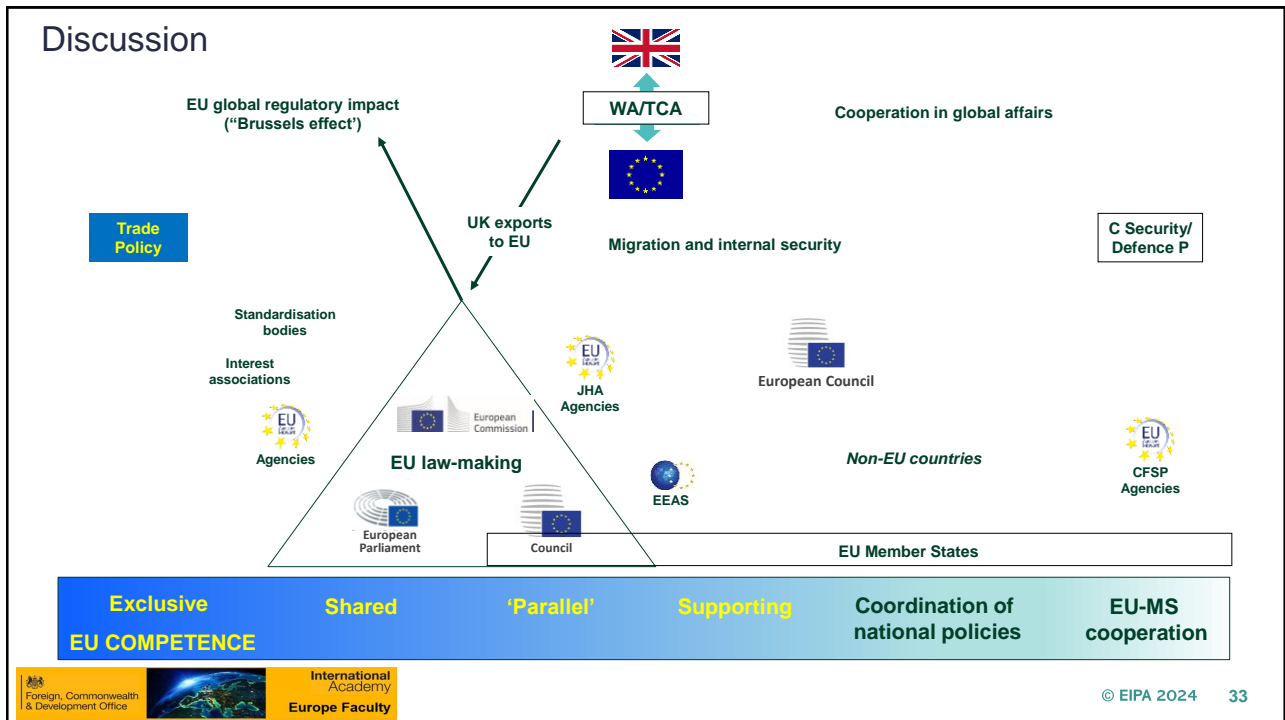 Discussion
EU global regulatory impact
(“Brussels effect’)
WA/TCA
Cooperation in global affairs
Trade
Policy
UK exports
to EU
Migration and internal security
C Security/
Defence P
Standardisation
bodies
Interest
associations
EU
Agencies
EU
JHA
Agencies
European Council
European
Commission
EU law-making
EEAS
Non-EU countries
EU
CFSP
Agencies
European
Parliament
Council
EU Member States
Exclusive
EU COMPETENCE
Shared
‘Parallel’
Supporting
Coordination of
national policies
EU-MS
cooperation
Foreign, Commonwealth
& Development Office
International
Academy
Europe Faculty
© EIPA 2024
33